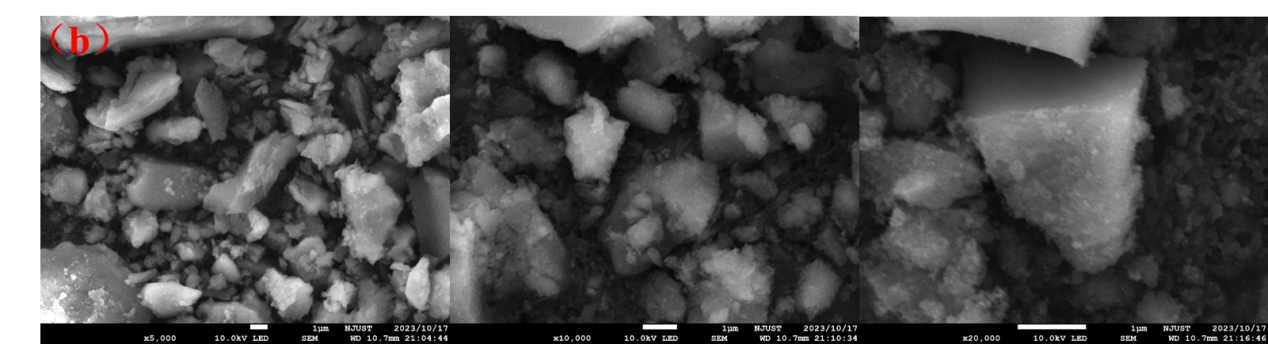 (b)
1μm NJUST 2023/10/17
x5,000 10.0kV LED SEM WD 10.7mm 21:04:44
1μm NJUST 2023/10/17
x10,000 10.0kV LED SEM WD 10.7mm 21:10:34
1μm NJUST 2023/10/17
x20,000 10.0kV LED SEM WD 10.7mm 21:16:46